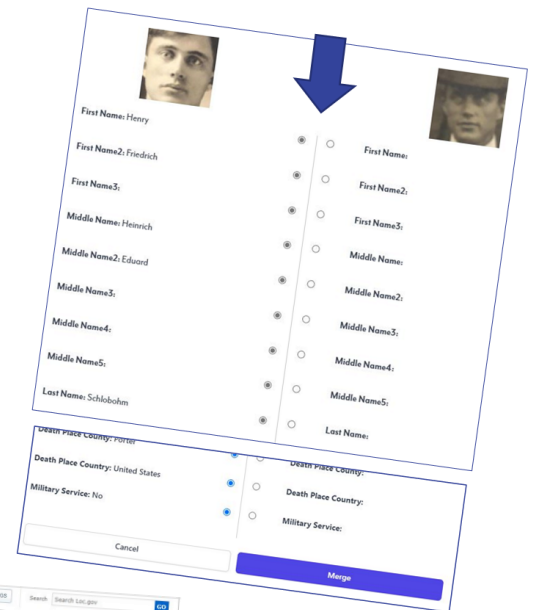 First Name: Henry
First Name2: Friedrich
First Name3:
Middle Name: Heinrich
Middle Name2: Eduard
Middle Name3:
Middle Name4:
Middle Name5:
Last Name: Schlobohm
First Name:
First Name2:
First Name3:
Middle Name:
Middle Name2:
Middle Name3:
Middle Name4:
Middle Name5:
Last Name:
Death Place County: Porter
Death Place Country: United States
Military Service: No
Death Place County:
Death Place Country:
Military Service:
Cancel
Merge
Search Search Loc.gov GO